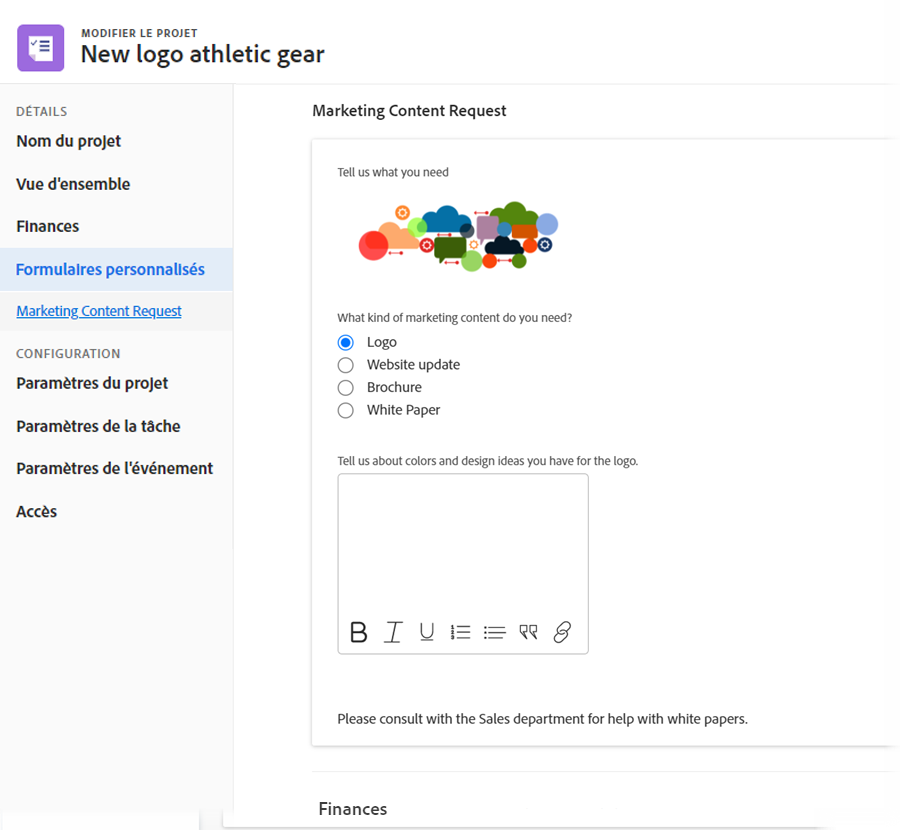 MODIFIER LE PROJET
New logo athletic gear
DÉTAILS
Nom du projet
Vue d'ensemble
Finances
Formulaires personnalisés
Marketing Content Request
CONFIGURATION
Paramètres du projet
Paramètres de la tâche
Paramètres de l'événement
Accès
Marketing Content Request
Tell us what you need
What kind of marketing content do you need?
Logo
Website update
Brochure
White Paper
Tell us about colors and design ideas you have for the logo.
B I U
Please consult with the Sales department for help with white papers.
Finances